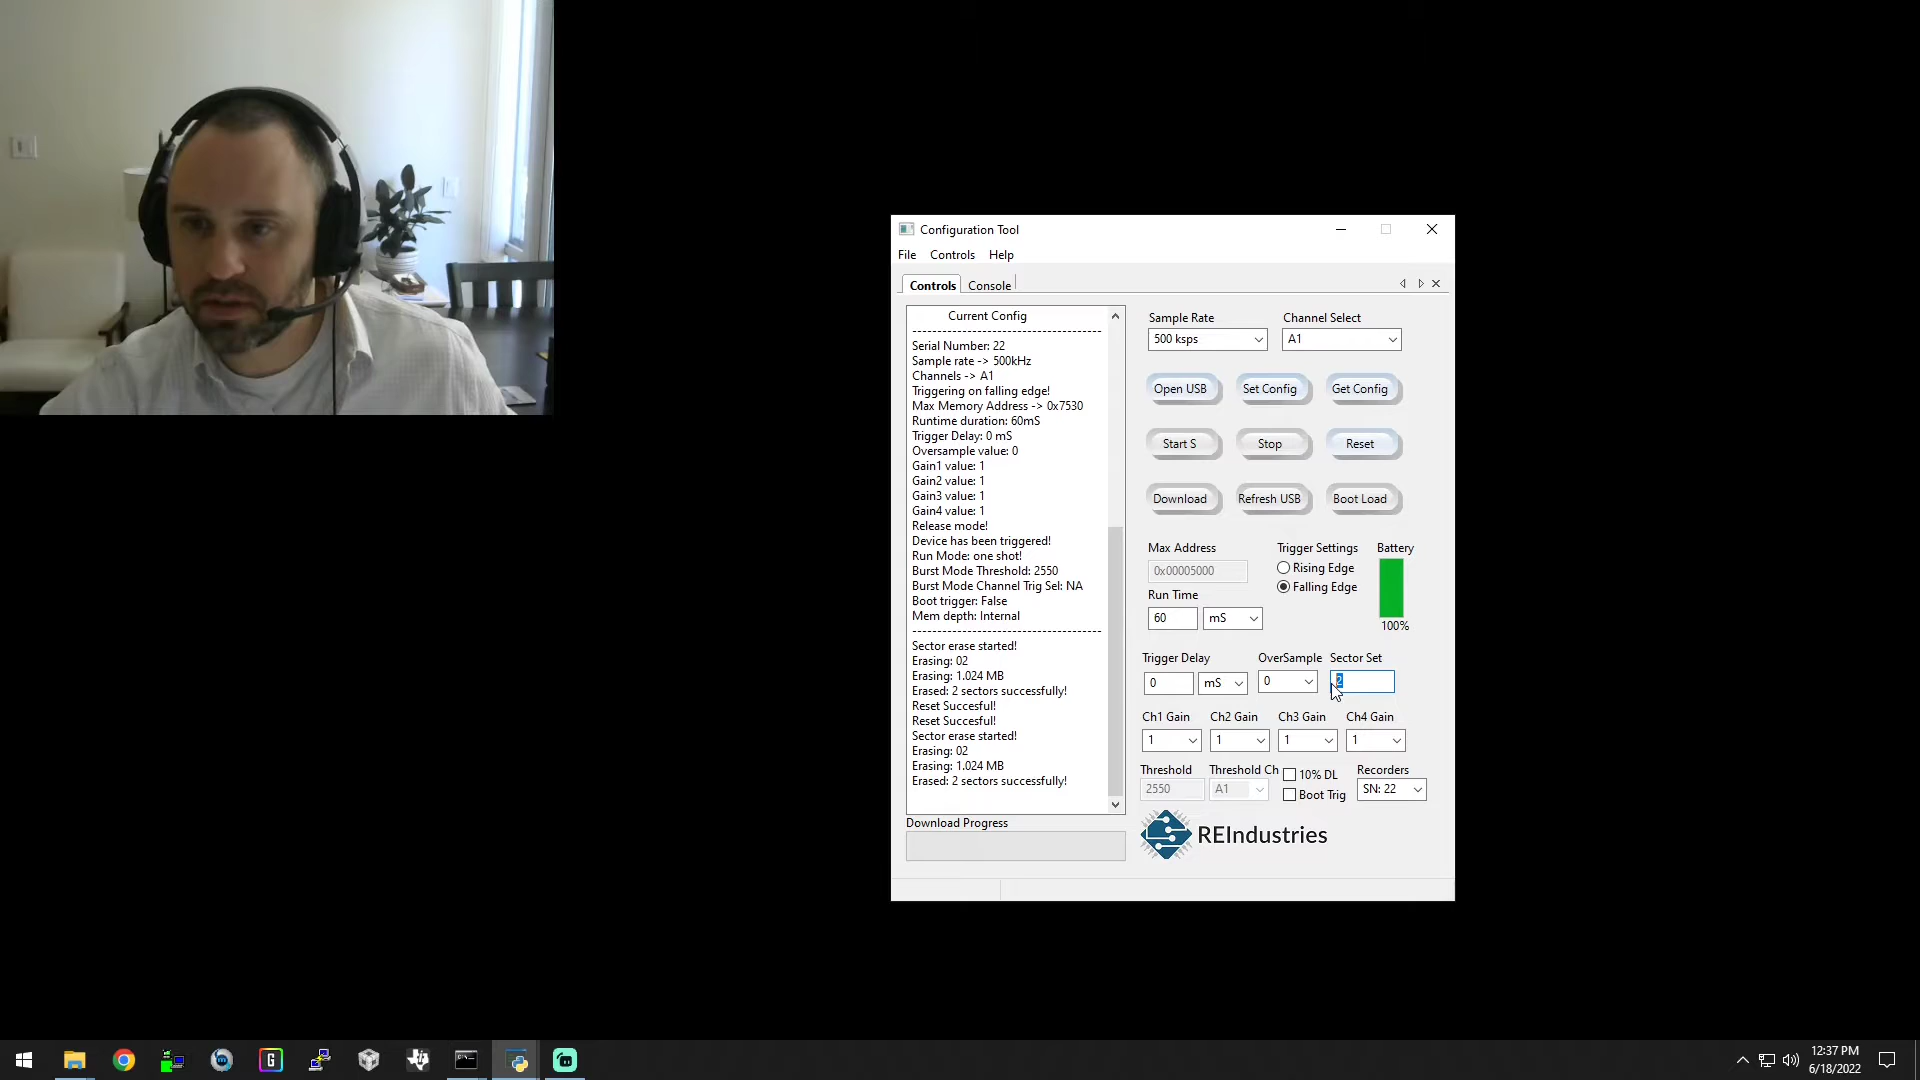 Configuration Tool
File Controls Help
Controls Console
Current Config
----------------------------------
Serial Number: 22
Sample rate -> 500kHz
Channels -> A1
Triggering on falling edge!
Max Memory Address -> 0x7530
Runtime duration: 60mS
Trigger Delay: 0 mS
Oversample value: 0
Gain1 value: 1
Gain2 value: 1
Gain3 value: 1
Gain4 value: 1
Release mode!
Device has been triggered!
Run Mode: one shot!
Burst Mode Threshold: 2550
Burst Mode Channel Trig Sel: NA
Boot trigger: False
Mem depth: Internal
----------------------------------
Sector erase started!
Erasing: 02
Erasing: 1.024 MB
Erased: 2 sectors successfully!
Reset Succesful!
Reset Succesful!
Sector erase started!
Erasing: 02
Erasing: 1.024 MB
Erased: 2 sectors successfully!
Download Progress
Sample Rate Channel Select
500 ksps A1
Open USB Set Config Get Config
Start S Stop Reset
Download Refresh USB Boot Load
Max Address Trigger Settings Battery
0x00005000 Rising Edge
Run Time Falling Edge
60 mS 100%
Trigger Delay OverSample Sector Set
0 mS 0 2
Ch1 Gain Ch2 Gain Ch3 Gain Ch4 Gain
1 1 1 1
Threshold Threshold Ch 10% DL Recorders
2550 A1 Boot Trig SN: 22
REIndustries
G
12:37 PM
6/18/2022